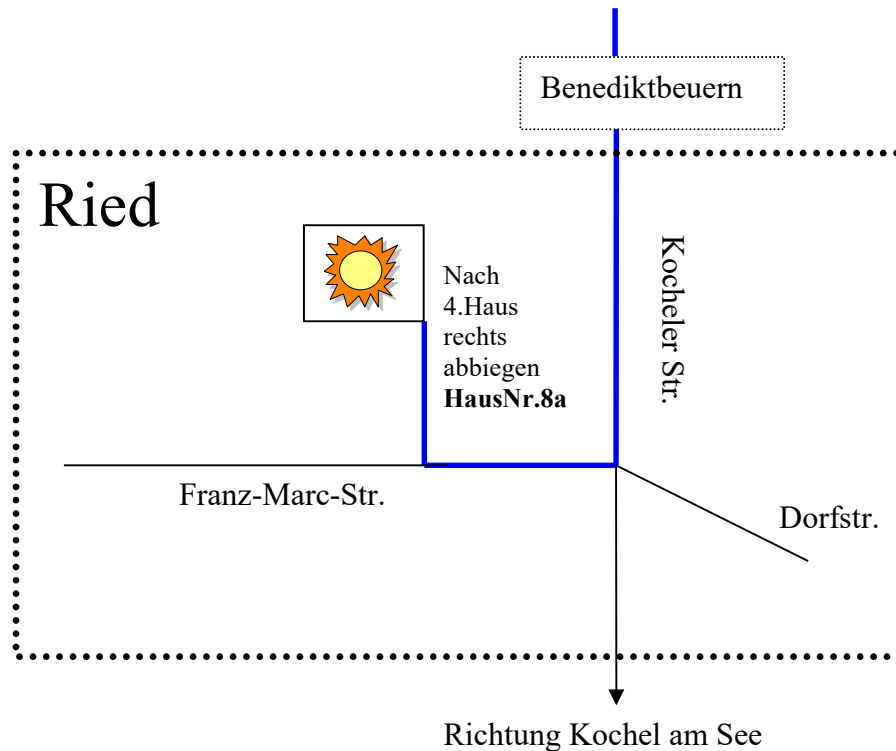 Benediktbeuern
Ried
Nach
4.Haus
rechts
abbiegen
HausNr.8a
Kocheler Str.
Franz-Marc-Str.
Dorfstr.
Richtung Kochel am See